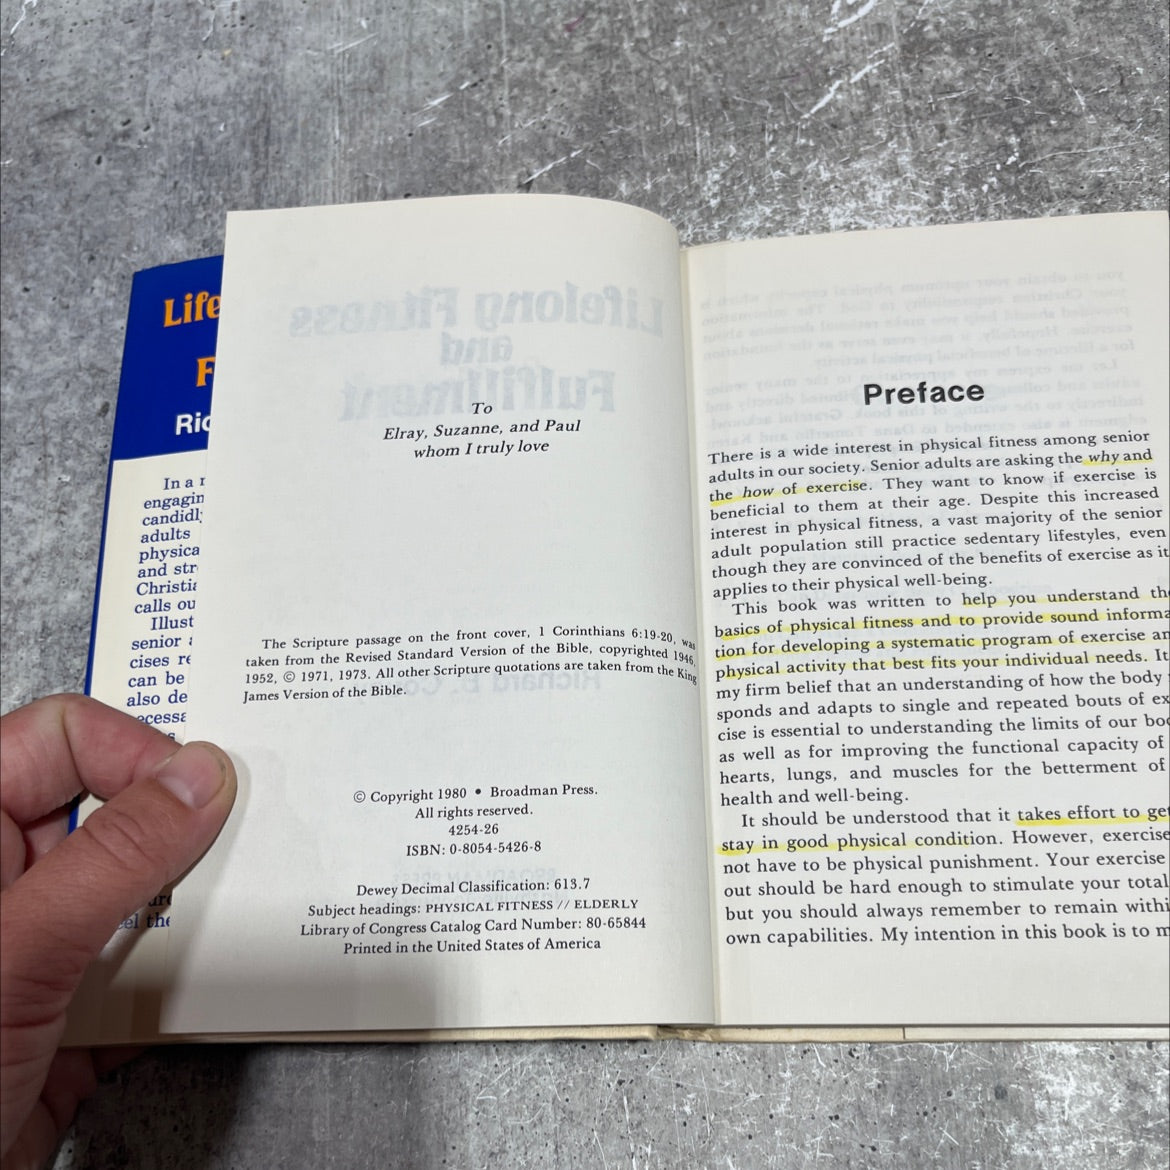 Life
F
Ric
In a r
engagin
candidl
adults
physica
and str
Christia
calls ou
Illust
senior a
cises re
can be
also de
ecessa
el the
Lifelong Fitness
and
Fulfillment
To
Elray, Suzanne, and Paul
whom I truly love
The Scripture passage on the front cover, 1 Corinthians 6:19-20, was
taken from the Revised Standard Version of the Bible, copyrighted 1946,
1952, © 1971, 1973. All other Scripture quotations are taken from the King
James Version of the Bible.
© Copyright 1980 • Broadman Press.
All rights reserved.
4254-26
ISBN: 0-8054-5426-8
Dewey Decimal Classification: 613.7
Subject headings: PHYSICAL FITNESS // ELDERLY
Library of Congress Catalog Card Number: 80-65844
Printed in the United States of America
Preface
There is a wide interest in physical fitness among senior
adults in our society. Senior adults are asking the why and
the how of exercise. They want to know if exercise is
beneficial to them at their age. Despite this increased
interest in physical fitness, a vast majority of the senior
adult population still practice sedentary lifestyles, even
though they are convinced of the benefits of exercise as it
applies to their physical well-being.
This book was written to help you understand the
basics of physical fitness and to provide sound informa
tion for developing a systematic program of exercise an
physical activity that best fits your individual needs. It
my firm belief that an understanding of how the body
sponds and adapts to single and repeated bouts of ex
cise is essential to understanding the limits of our bod
as well as for improving the functional capacity of
hearts, lungs, and muscles for the betterment of
health and well-being.
It should be understood that it takes effort to get
stay in good physical condition. However, exercise
not have to be physical punishment. Your exercise
out should be hard enough to stimulate your total
but you should always remember to remain withi
own capabilities. My intention in this book is to m